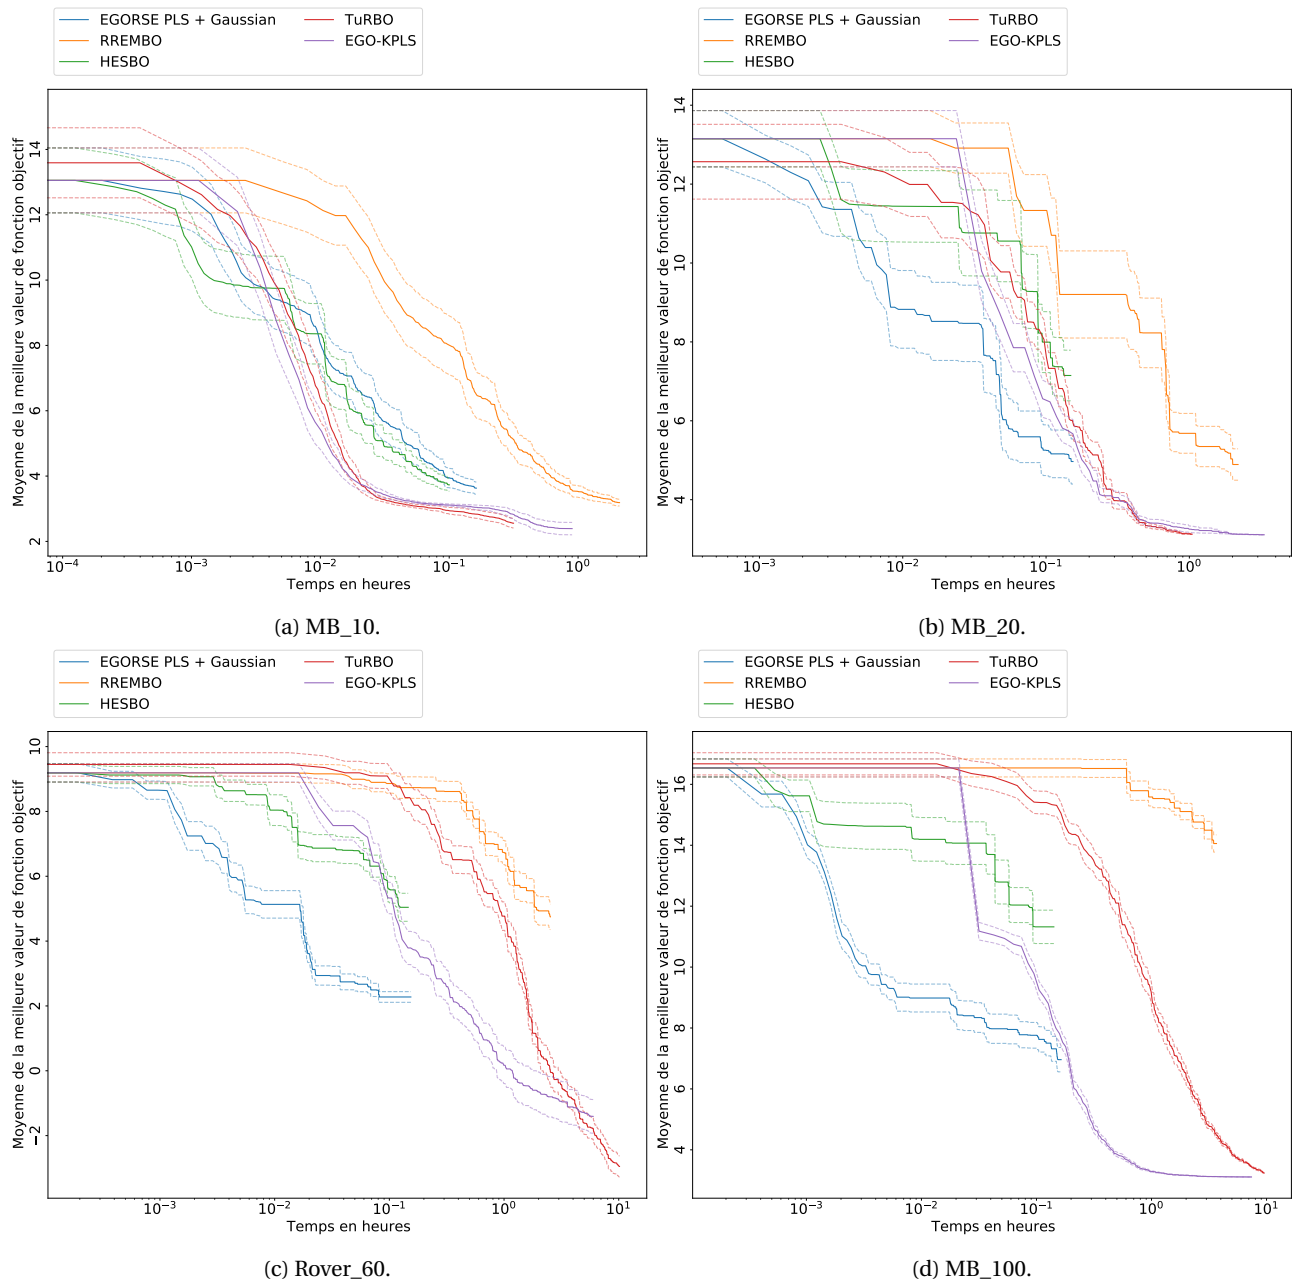 EGORSE PLS + Gaussian
RREMBO
HESBO
TuRBO
EGO-KPLS
Moyenne de la meilleure valeur de fonction objectif
14
12
10
8
6
4
2
10⁻⁴
10⁻³
10⁻²
10⁻¹
10⁰
Temps en heures
(a) MB_10.
EGORSE PLS + Gaussian
RREMBO
HESBO
TuRBO
EGO-KPLS
Moyenne de la meilleure valeur de fonction objectif
14
12
10
8
6
4
10⁻³
10⁻²
10⁻¹
10⁰
Temps en heures
(b) MB_20.
EGORSE PLS + Gaussian
RREMBO
HESBO
TuRBO
EGO-KPLS
Moyenne de la meilleure valeur de fonction objectif
10
8
6
4
2
0
−2
10⁻³
10⁻²
10⁻¹
10⁰
10¹
Temps en heures
(c) Rover_60.
EGORSE PLS + Gaussian
RREMBO
HESBO
TuRBO
EGO-KPLS
Moyenne de la meilleure valeur de fonction objectif
16
14
12
10
8
6
4
10⁻³
10⁻²
10⁻¹
10⁰
10¹
Temps en heures
(d) MB_100.